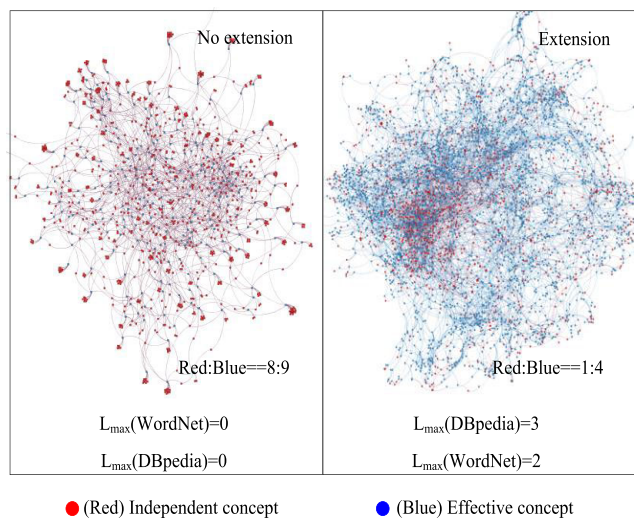 No extension
Red:Blue==8:9
Lmax(WordNet)=0
Lmax(DBpedia)=0
Extension
Red:Blue==1:4
Lmax(DBpedia)=3
Lmax(WordNet)=2
(Red) Independent concept
(Blue) Effective concept